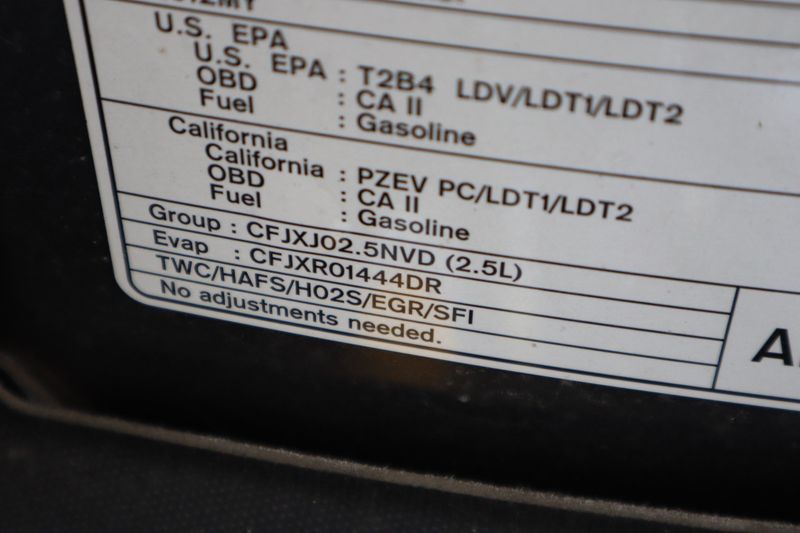 U.S. EPA
U.S. EPA : T2B4 LDV/LDT1/LDT2
OBD : CA II
Fuel : Gasoline
California
California : PZEV PC/LDT1/LDT2
OBD : CA II
Fuel : Gasoline
Group : CFJXJ02.5NVD (2.5L)
Evap : CFJXR01444DR
TWC/HAFS/HO2S/EGR/SFI
No adjustments needed.
A